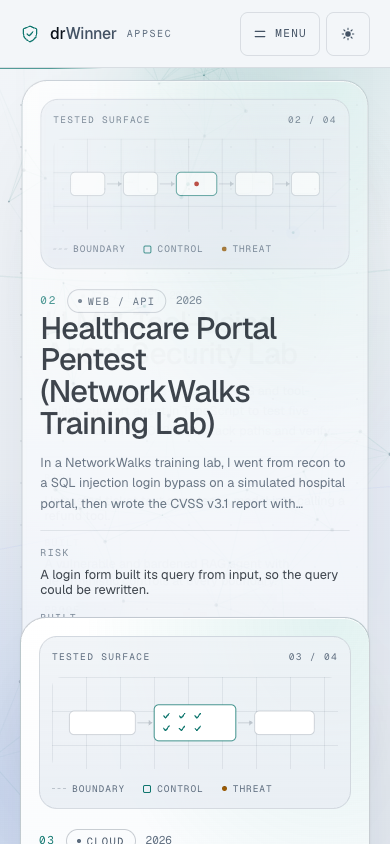 drWinner APPSEC MENU
TESTED SURFACE 02 / 04
BOUNDARY CONTROL THREAT
02 WEB / API 2026
Healthcare Portal
Pentest
(NetworkWalks
Training Lab)
In a NetworkWalks training lab, I went from recon to
a SQL injection login bypass on a simulated hospital
portal, then wrote the CVSS v3.1 report with…
RISK
A login form built its query from input, so the query
could be rewritten.
BUILT
TESTED SURFACE 03 / 04
BOUNDARY CONTROL THREAT
03 CLOUD 2026